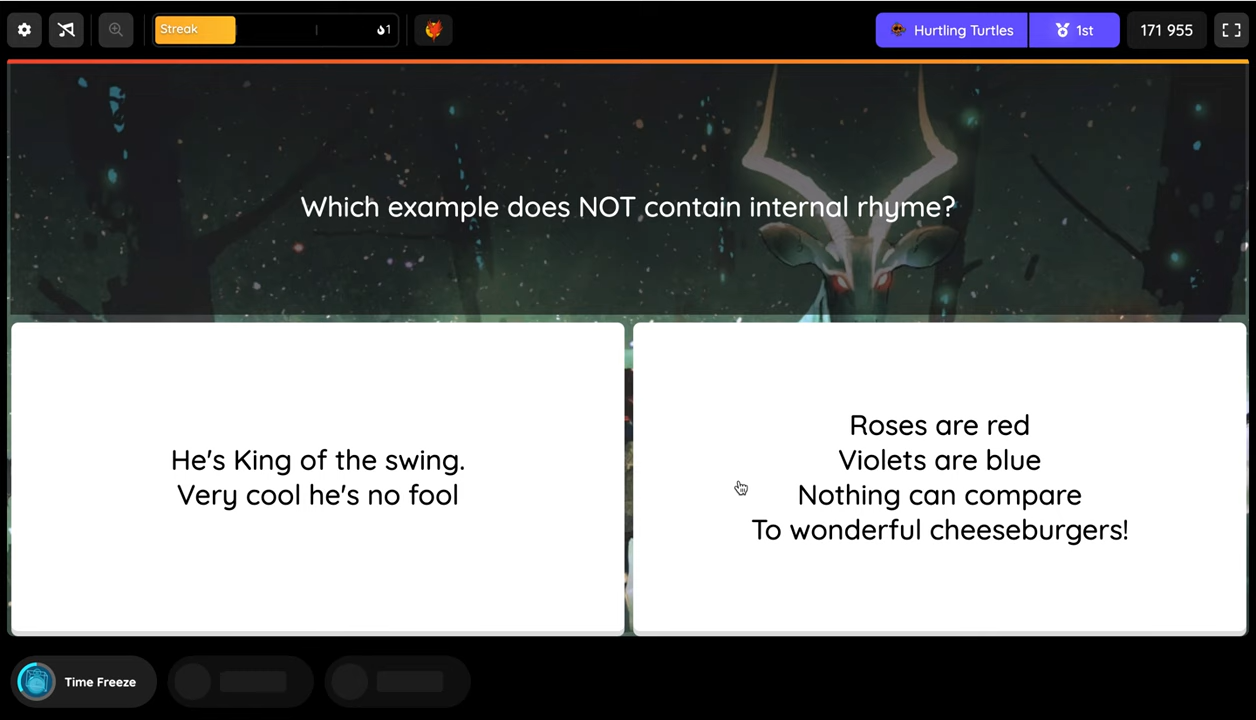 Streak
1
Hurtling Turtles
1st
171 955
Which example does NOT contain internal rhyme?
He's King of the swing.
Very cool he's no fool
Roses are red
Violets are blue
Nothing can compare
To wonderful cheeseburgers!
Time Freeze